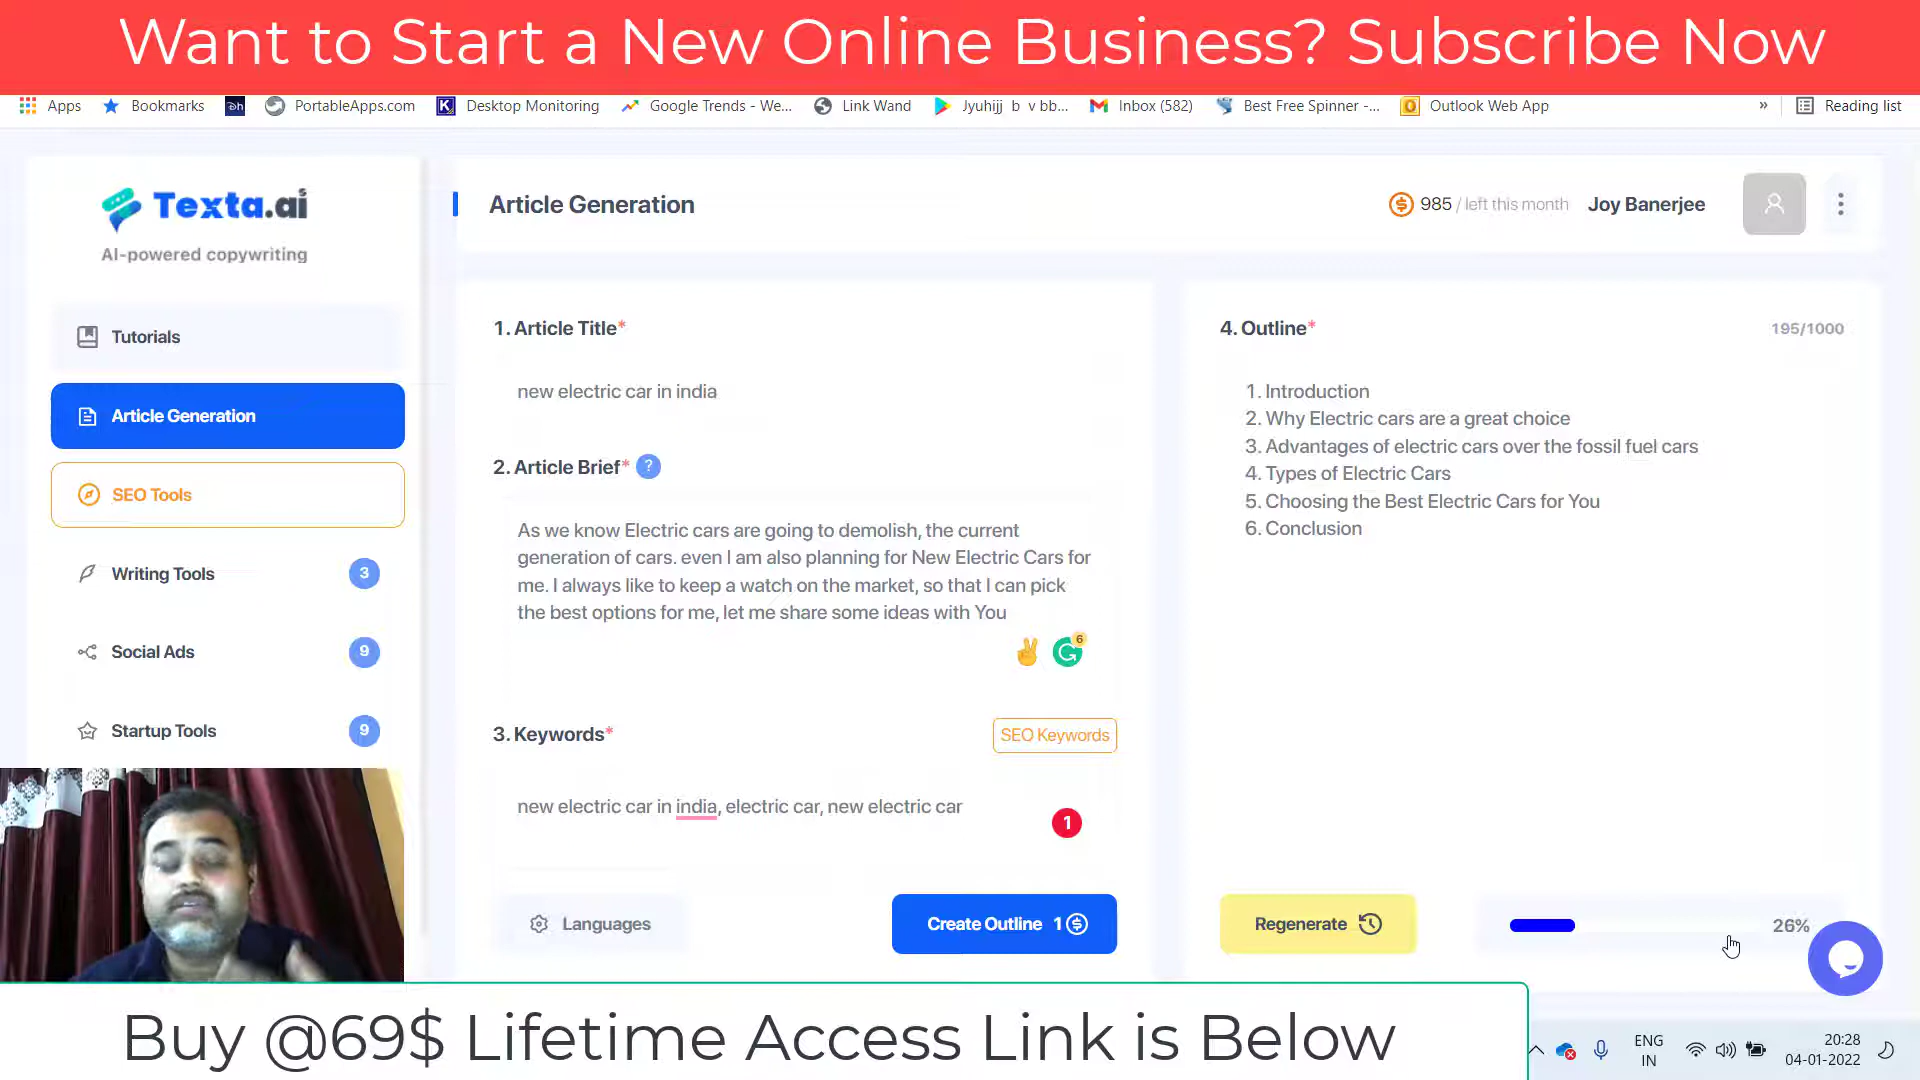 Want to Start a New Online Business? Subscribe Now
Apps
Bookmarks
Dh
PortableApps.com
K
Desktop Monitoring
Google Trends - We...
Link Wand
Jyuhijj b v bb...
Inbox (582)
Best Free Spinner -...
Outlook Web App
»
Reading list
Texta.ai
AI-powered copywriting
Tutorials
Article Generation
SEO Tools
Writing Tools 3
Social Ads 9
Startup Tools 9
Article Generation
985 / left this month
Joy Banerjee
1. Article Title*
new electric car in india
2. Article Brief* ?
As we know Electric cars are going to demolish, the current
generation of cars. even I am also planning for New Electric Cars for
me. I always like to keep a watch on the market, so that I can pick
the best options for me, let me share some ideas with You
6
3. Keywords*
SEO Keywords
new electric car in india, electric car, new electric car
1
Languages
Create Outline 1
4. Outline*
195/1000
1. Introduction
2. Why Electric cars are a great choice
3. Advantages of electric cars over the fossil fuel cars
4. Types of Electric Cars
5. Choosing the Best Electric Cars for You
6. Conclusion
Regenerate
26%
Buy @69$ Lifetime Access Link is Below
ENG
IN
20:28
04-01-2022